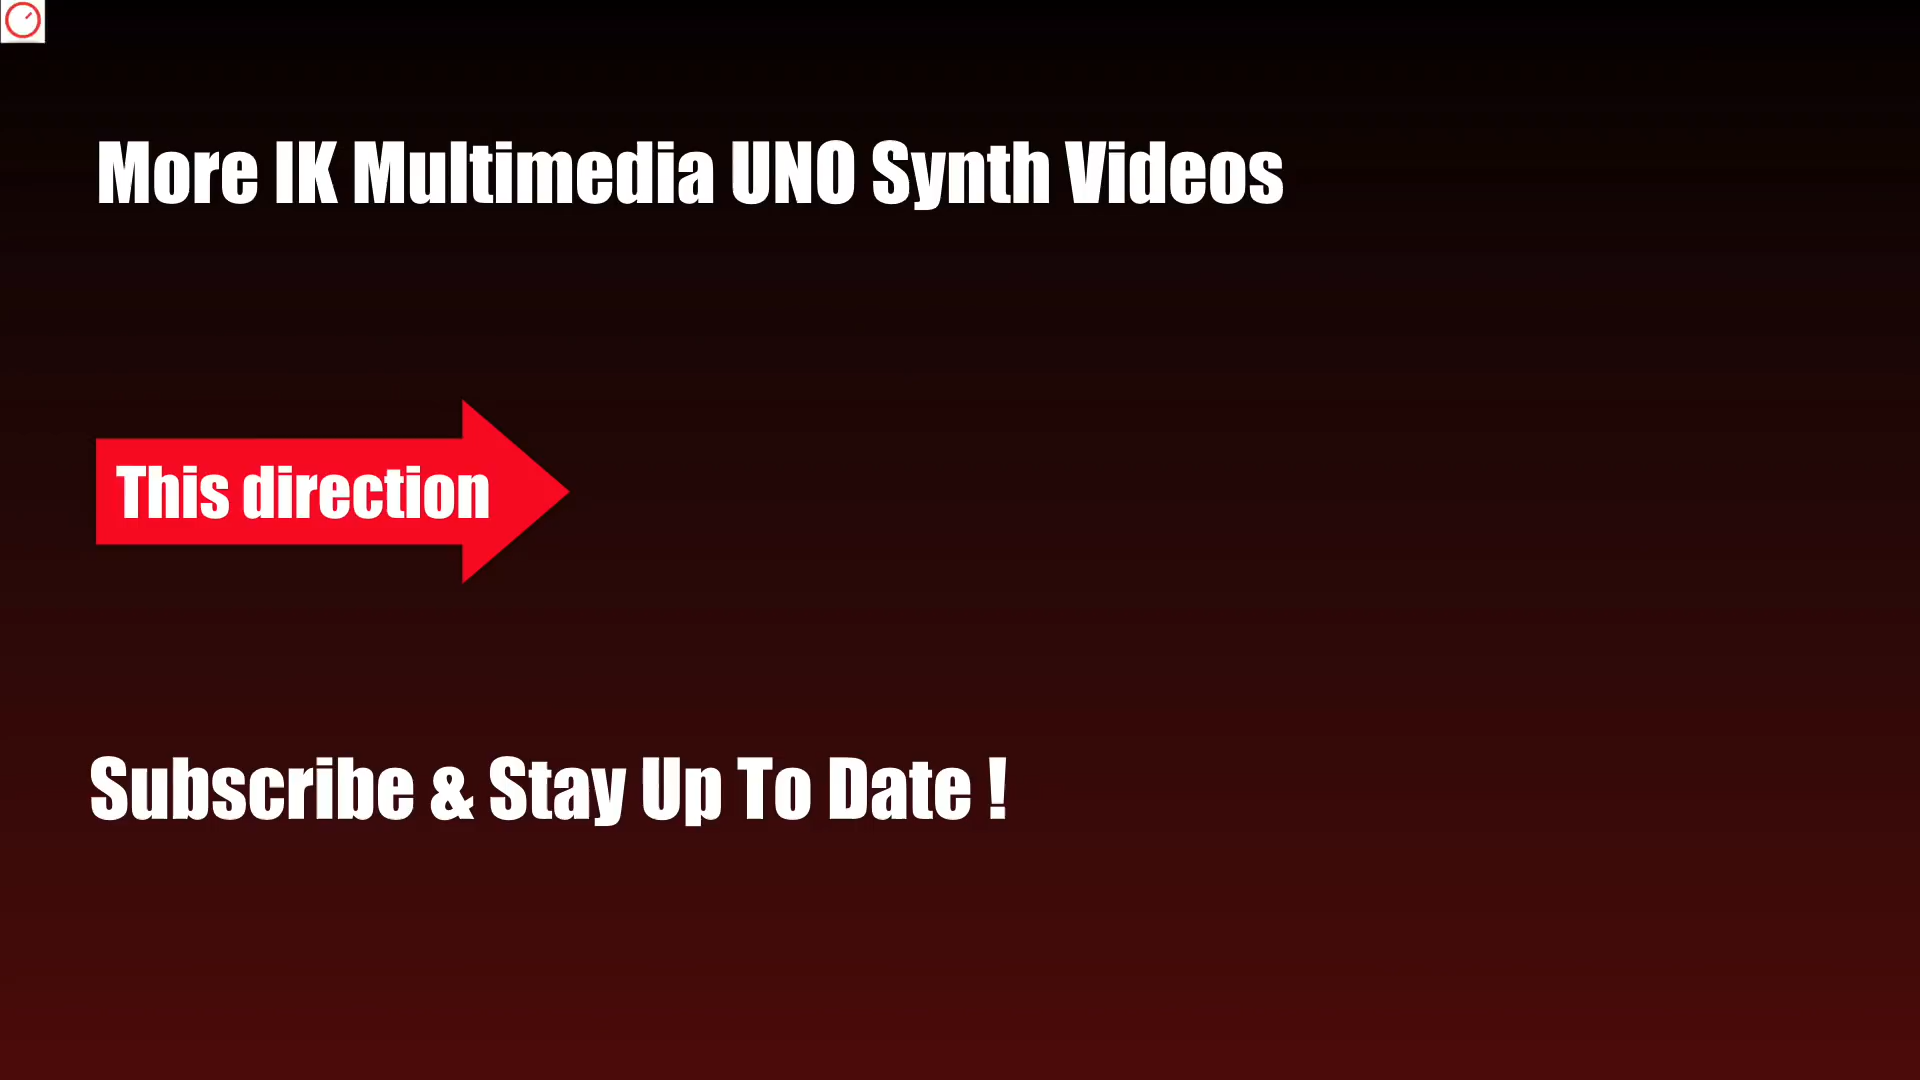 More IK Multimedia UNO Synth Videos
This direction
Subscribe & Stay Up To Date !